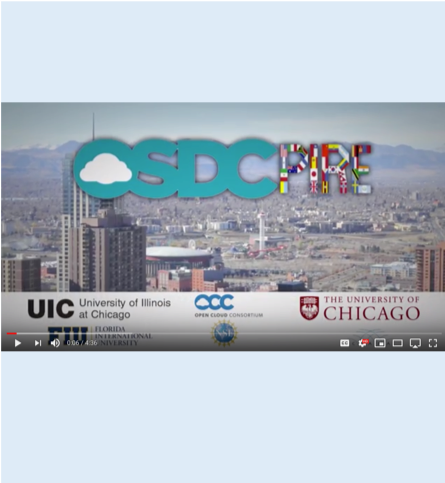 OSDC PIRE
UIC University of Illinois
at Chicago
OCC
OPEN CLOUD CONSORTIUM
THE UNIVERSITY OF
CHICAGO
FIU FLORIDA
INTERNATIONAL
UNIVERSITY
NSF
0:06 / 4:36
CC